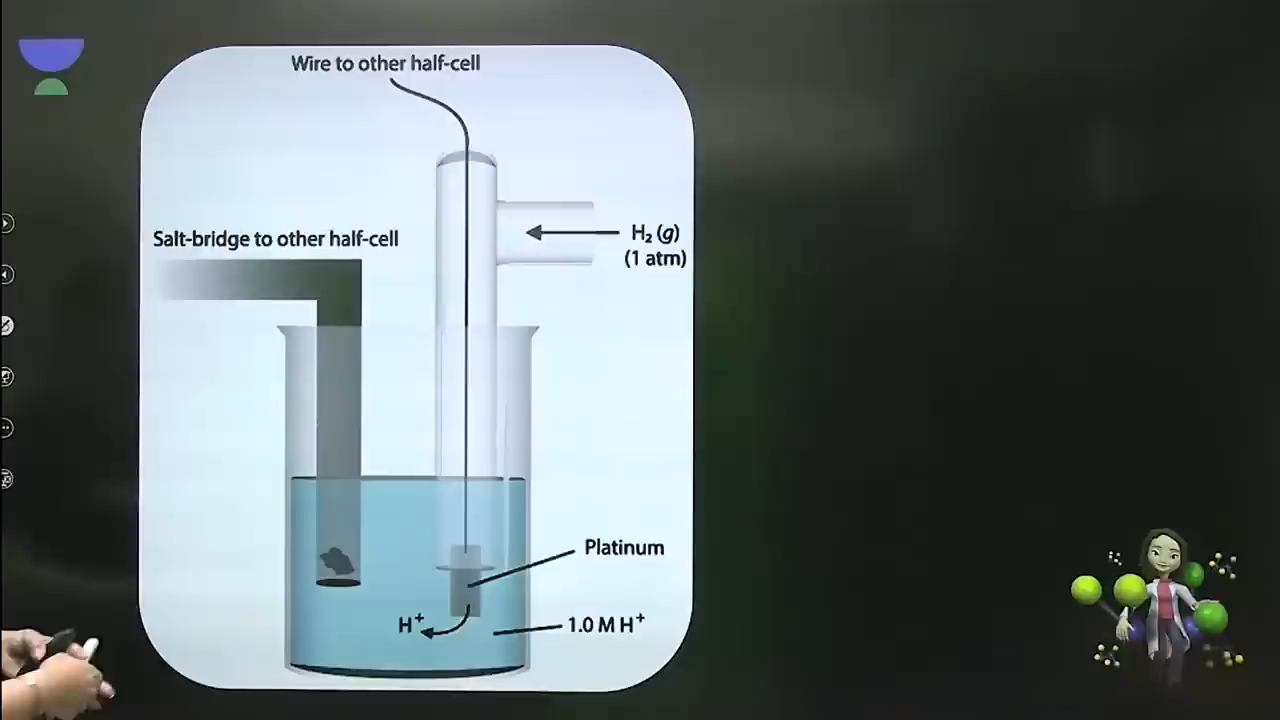 Wire to other half-cell
Salt-bridge to other half-cell
H₂ (g)
(1 atm)
Platinum
H⁺
1.0 M H⁺